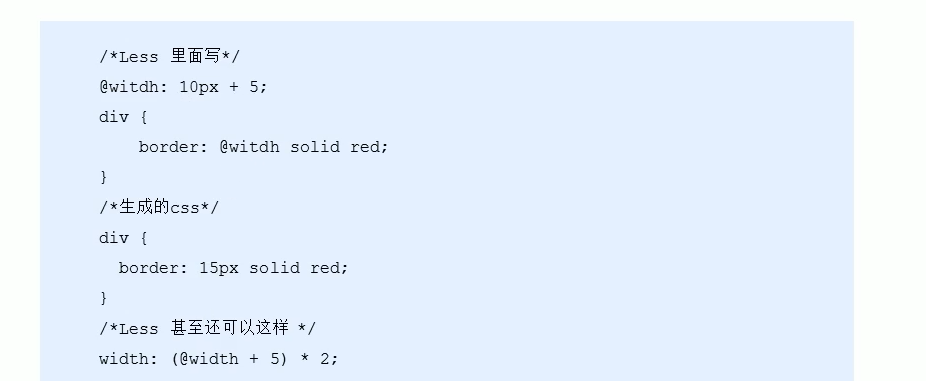 /*Less 里面写*/
@witdh: 10px + 5;
div {
    border: @witdh solid red;
}
/*生成的css*/
div {
  border: 15px solid red;
}
/*Less 甚至还可以这样 */
width: (@width + 5) * 2;